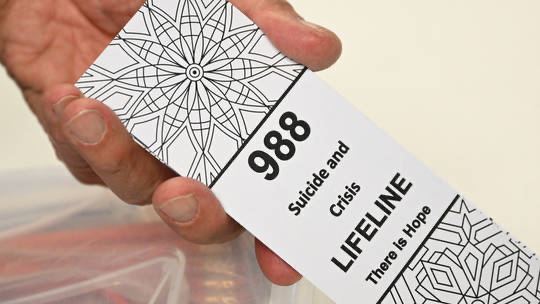 988
Suicide and
Crisis
LIFELINE
There is Hope